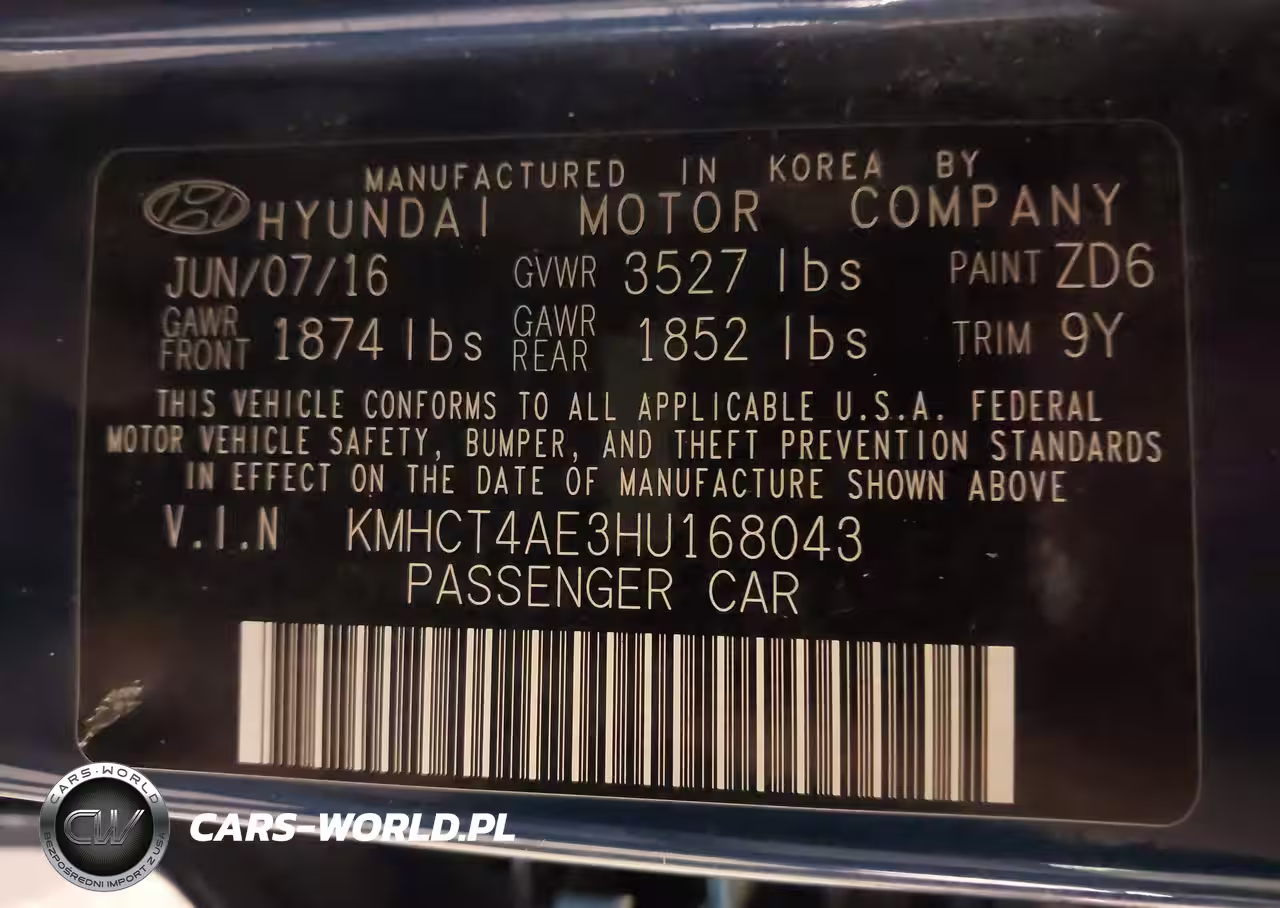 MANUFACTURED IN KOREA BY
HYUNDAI MOTOR COMPANY
JUN/07/16 GVWR 3527 lbs PAINT ZD6
GAWR FRONT 1874 lbs GAWR REAR 1852 lbs TRIM 9Y
THIS VEHICLE CONFORMS TO ALL APPLICABLE U.S.A. FEDERAL
MOTOR VEHICLE SAFETY, BUMPER, AND THEFT PREVENTION STANDARDS
IN EFFECT ON THE DATE OF MANUFACTURE SHOWN ABOVE
V.I.N KMHCT4AE3HU168043
PASSENGER CAR
CARS-WORLD
CW
BEZPOŚREDNI IMPORT Z USA
CARS-WORLD.PL